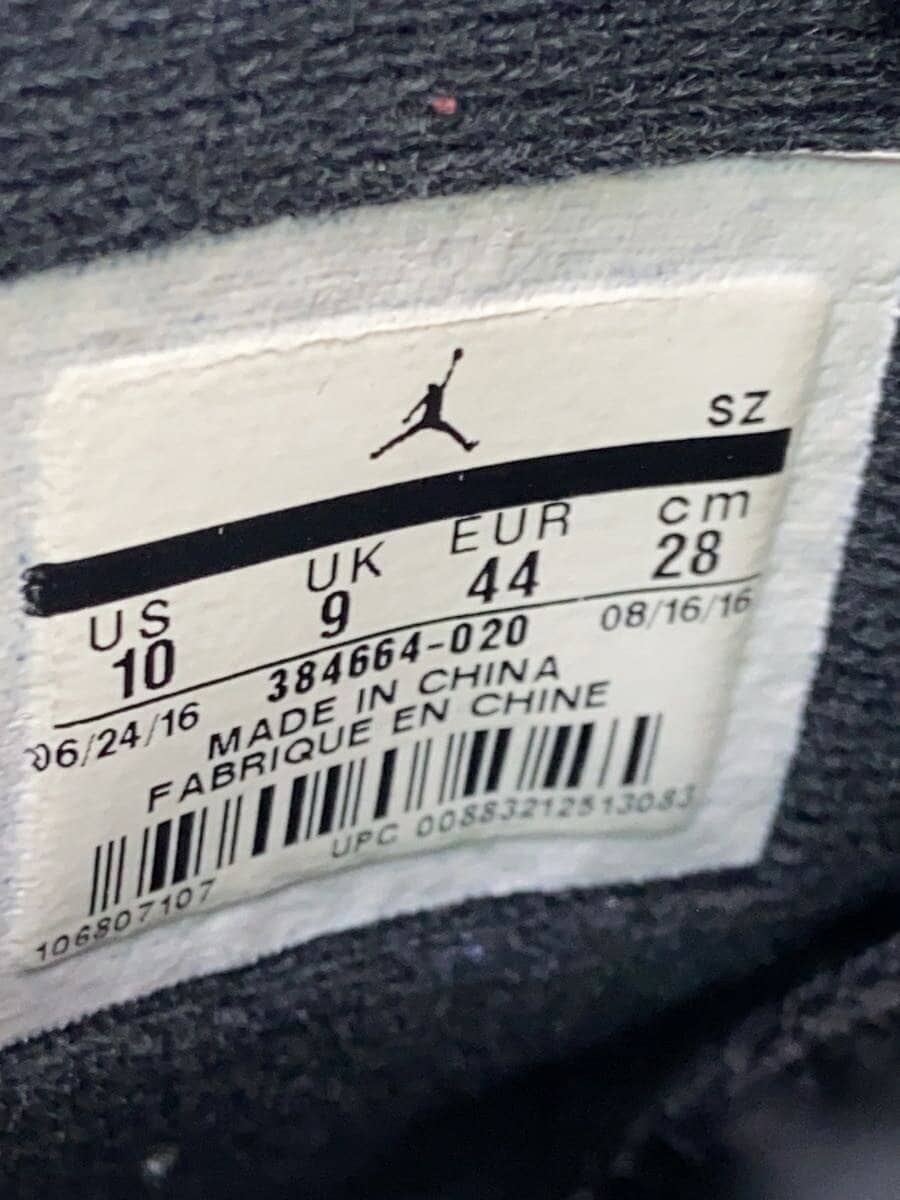 SZ
US UK EUR cm
10 9 44 28
06/24/16 384664-020 08/16/16
MADE IN CHINA
FABRIQUE EN CHINE
106807107 UPC 00883212513083